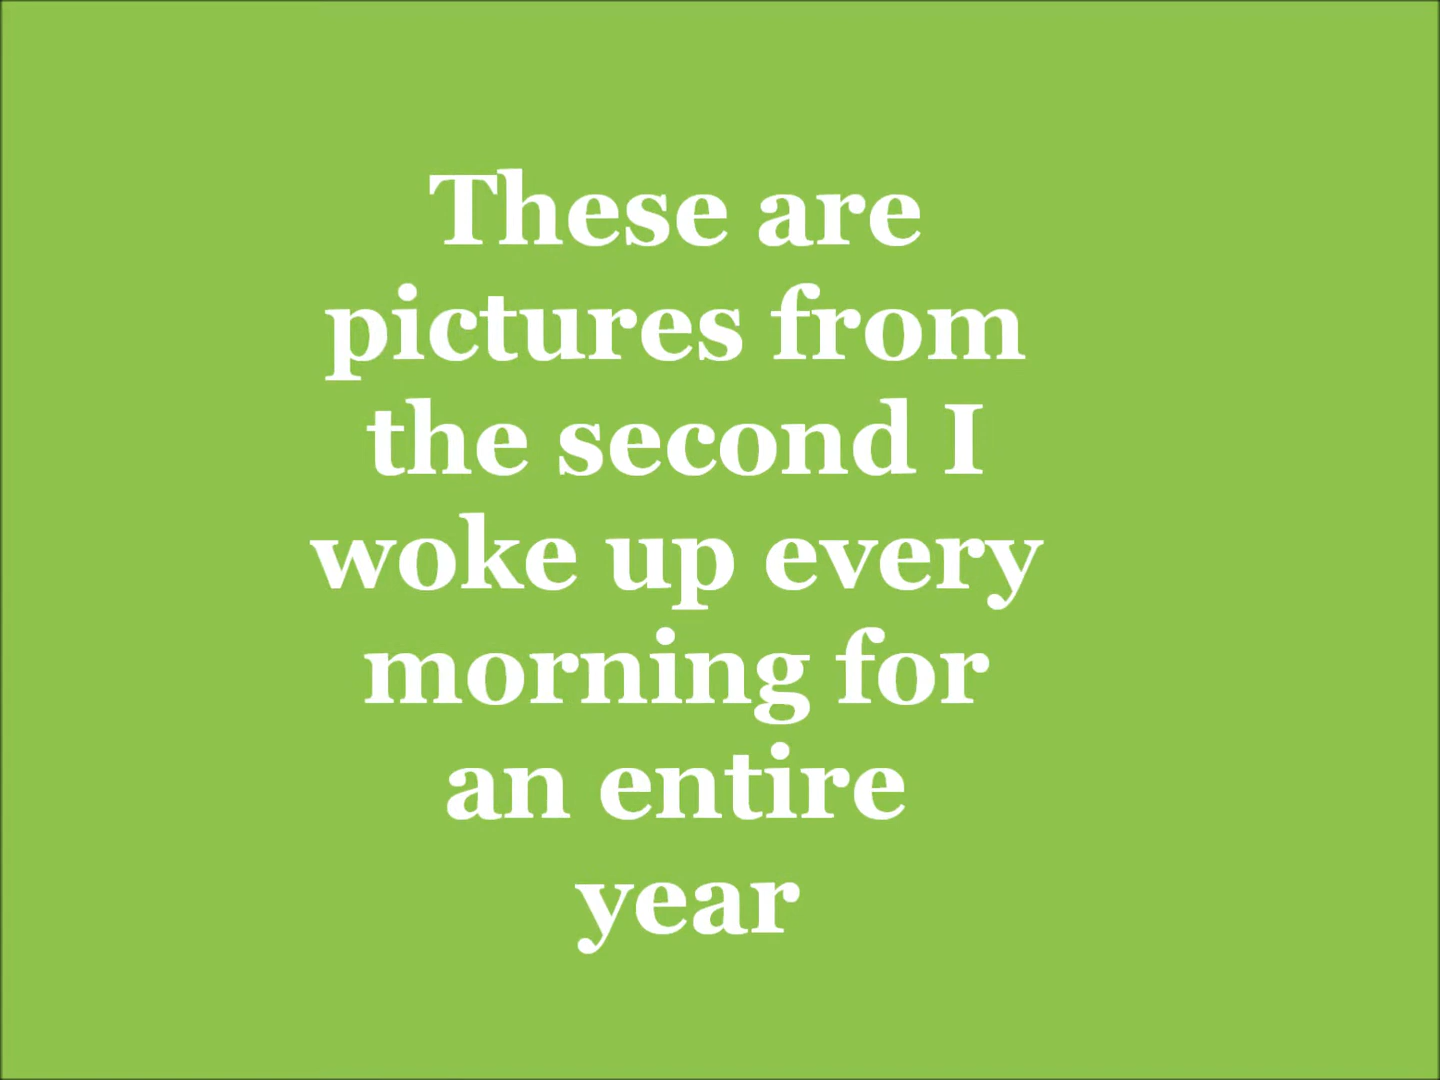 These are
pictures from
the second I
woke up every
morning for
an entire
year